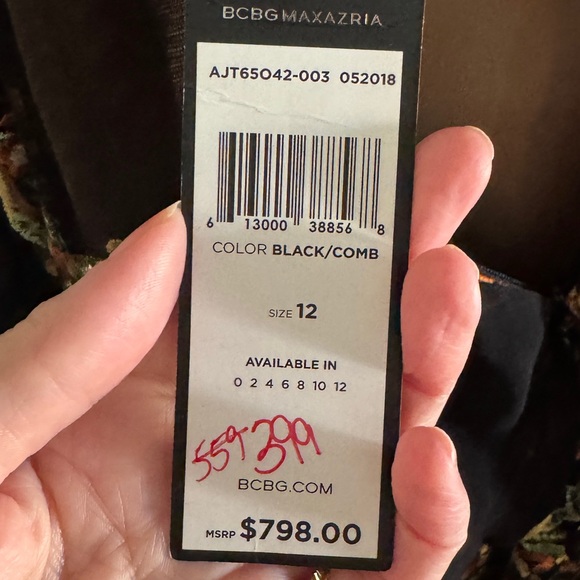 BCBGMAXAZRIA
AJT65O42-003 052018
6 13000 38856 8
COLOR BLACK/COMB
SIZE 12
AVAILABLE IN
0 2 4 6 8 10 12
559 399
BCBG.COM
MSRP $798.00